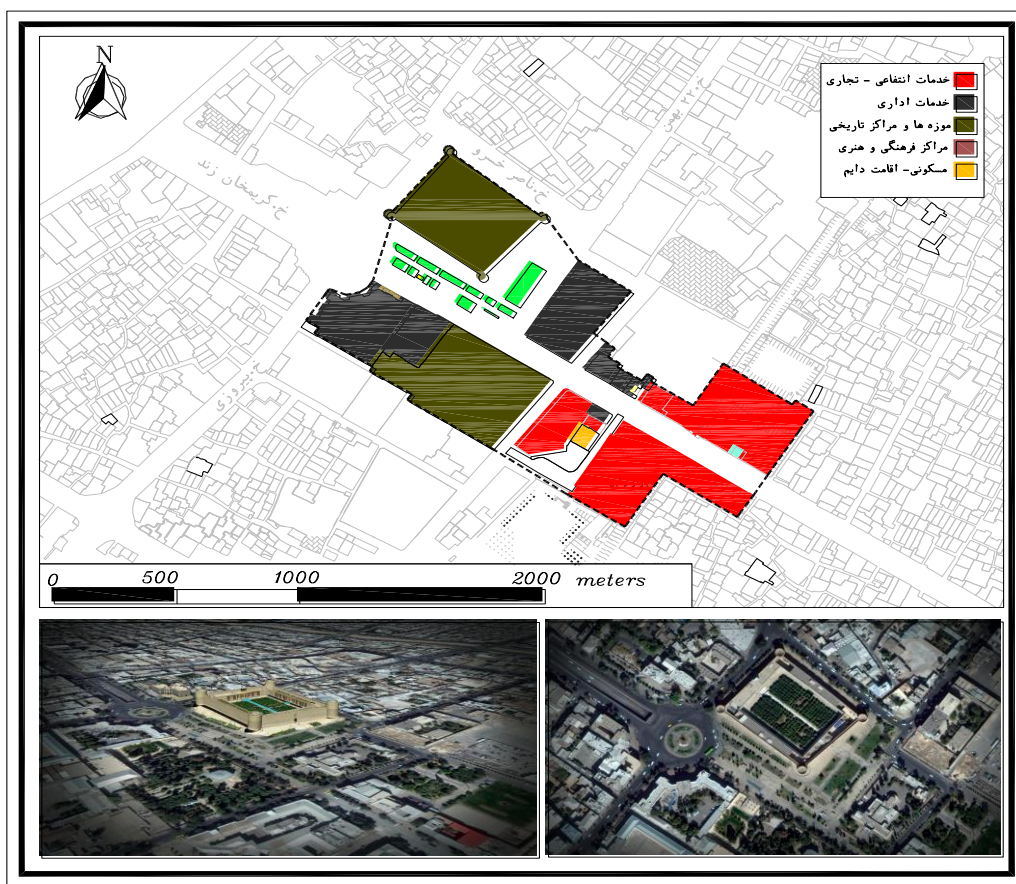 N
خدمات انتفاعی - تجاری
خدمات اداری
موزه ها و مراکز تاریخی
مراکز فرهنگی و هنری
مسکونی- اقامت دایم
خ.۲۲ بهمن
خ.ناصر خسرو
خ.کریمخان زند
خ.پیروزی
0 500 1000 2000 meters